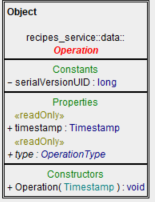 Object
recipes_service::data::
Operation
Constants
– serialVersionUID : long
Properties
«readOnly»
+ timestamp : Timestamp
«readOnly»
+ type : OperationType
Constructors
+ Operation( Timestamp ) : void